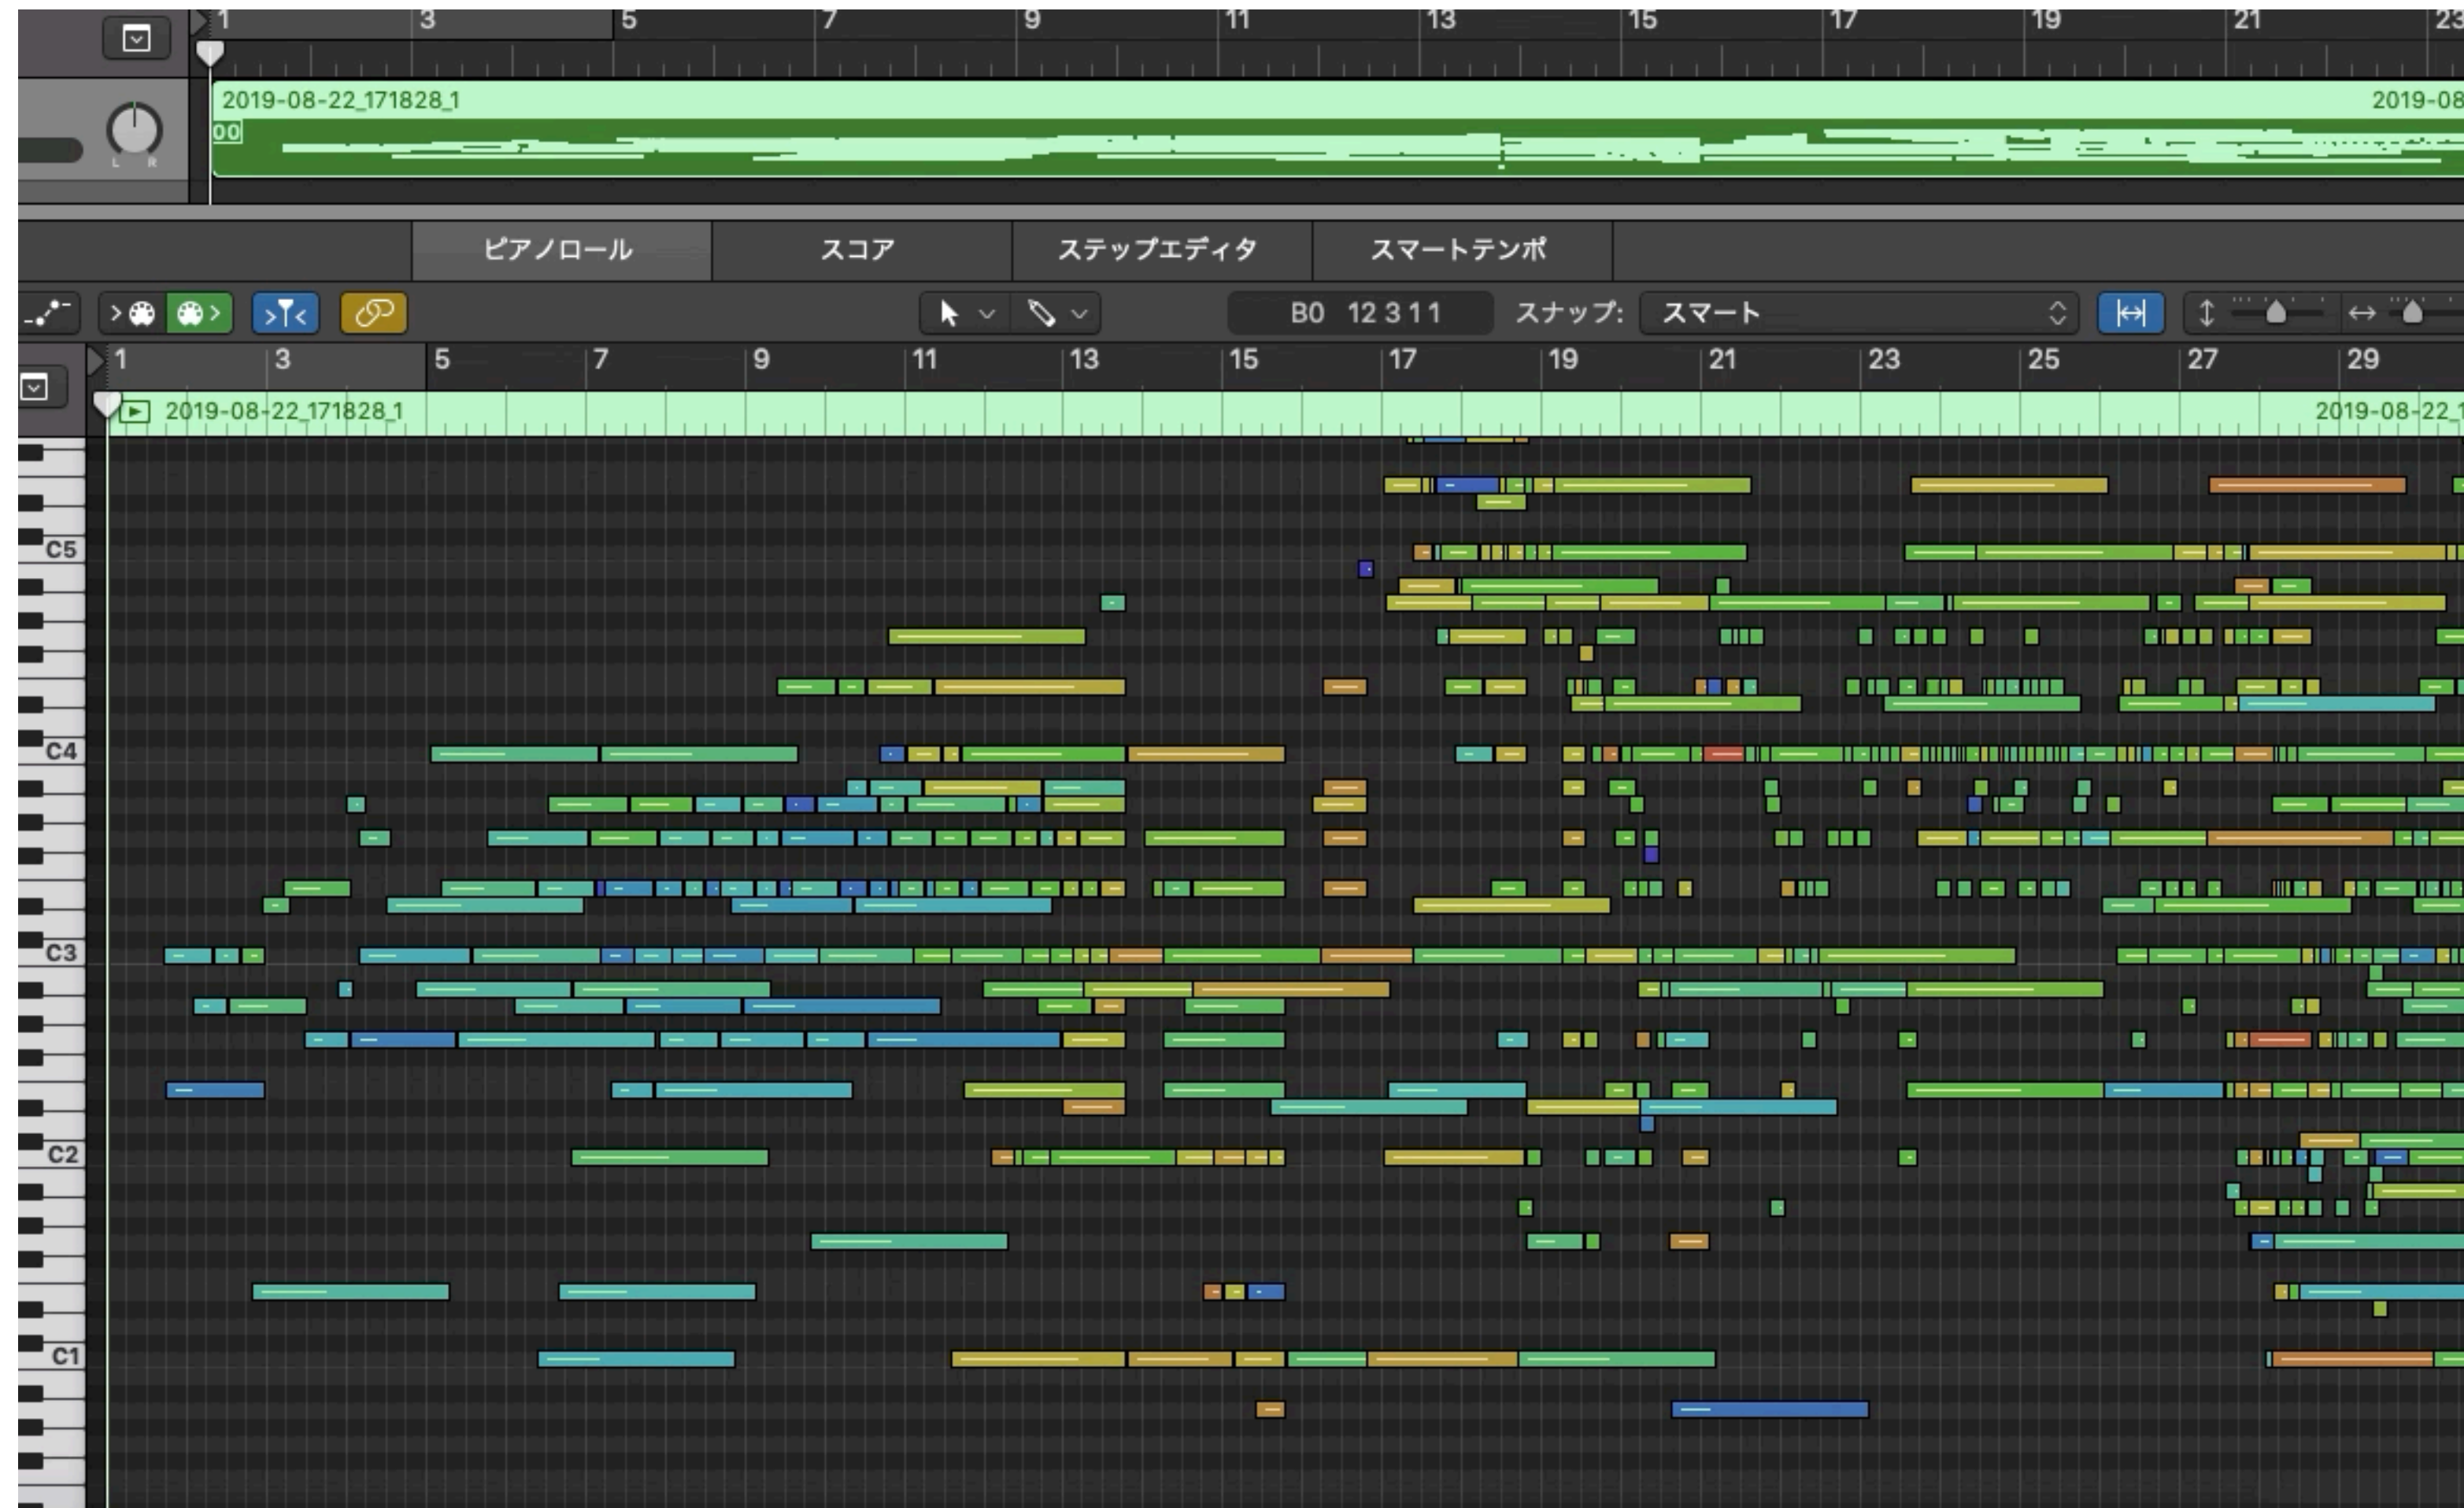 1 3 5 7 9 11 13 15 17 19 21 23
2019-08-22_171828_1 2019-08
00
L R
ピアノロール スコア ステップエディタ スマートテンポ
B0 12 3 1 1 スナップ: スマート
1 3 5 7 9 11 13 15 17 19 21 23 25 27 29
2019-08-22_171828_1 2019-08-22_1
C5
C4
C3
C2
C1